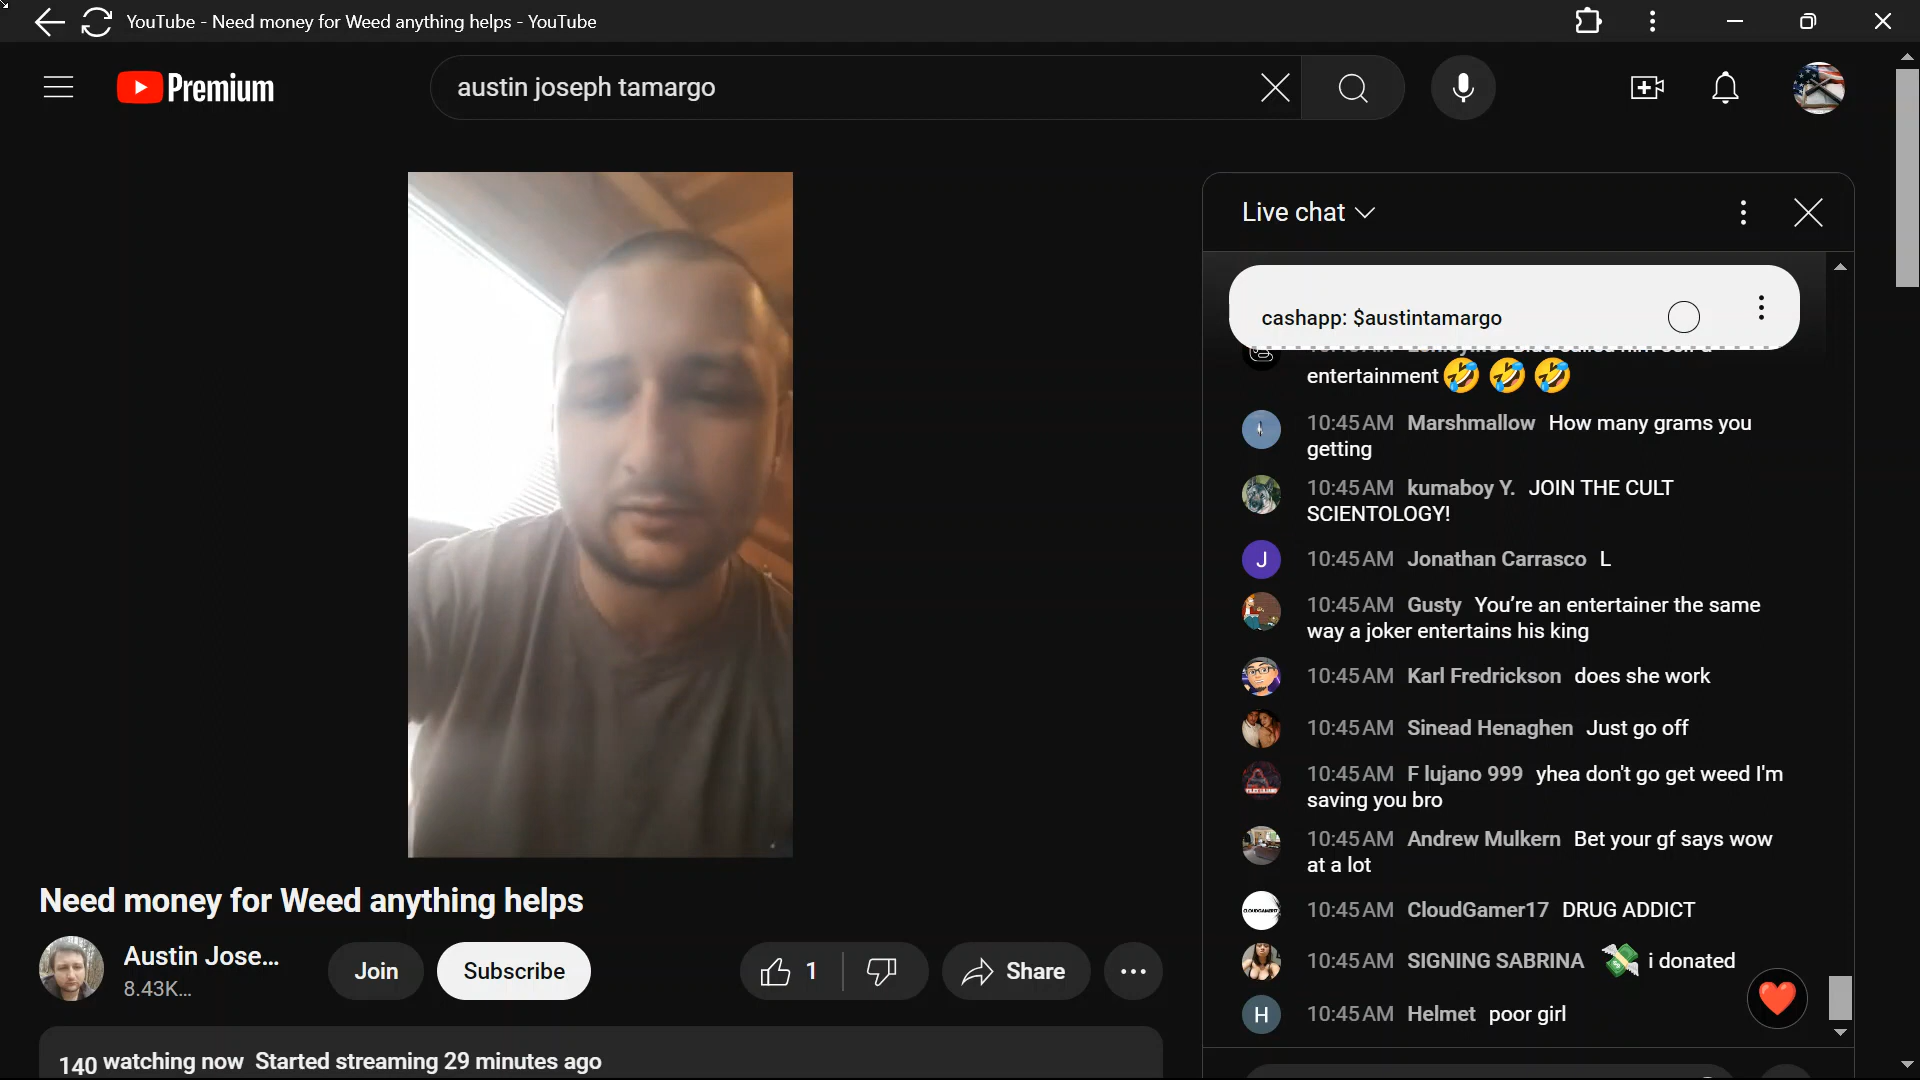 YouTube - Need money for Weed anything helps - YouTube
Premium
austin joseph tamargo
Live chat
cashapp: $austintamargo
entertainment🤣🤣🤣
10:45 AM Marshmallow How many grams you
getting
10:45 AM kumaboy Y. JOIN THE CULT
SCIENTOLOGY!
J
10:45 AM Jonathan Carrasco L
10:45 AM Gusty You’re an entertainer the same
way a joker entertains his king
10:45 AM Karl Fredrickson does she work
10:45 AM Sinead Henaghen Just go off
10:45 AM F lujano 999 yhea don't go get weed I'm
saving you bro
10:45 AM Andrew Mulkern Bet your gf says wow
at a lot
10:45 AM CloudGamer17 DRUG ADDICT
10:45 AM SIGNING SABRINA 💸 i donated
H
10:45 AM Helmet poor girl
Need money for Weed anything helps
Austin Jose...
8.43K...
Join
Subscribe
1
Share
140 watching now Started streaming 29 minutes ago